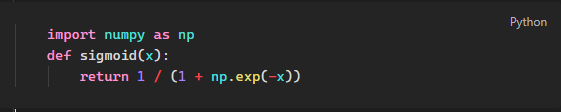 Python
import numpy as np
def sigmoid(x):
    return 1 / (1 + np.exp(-x))